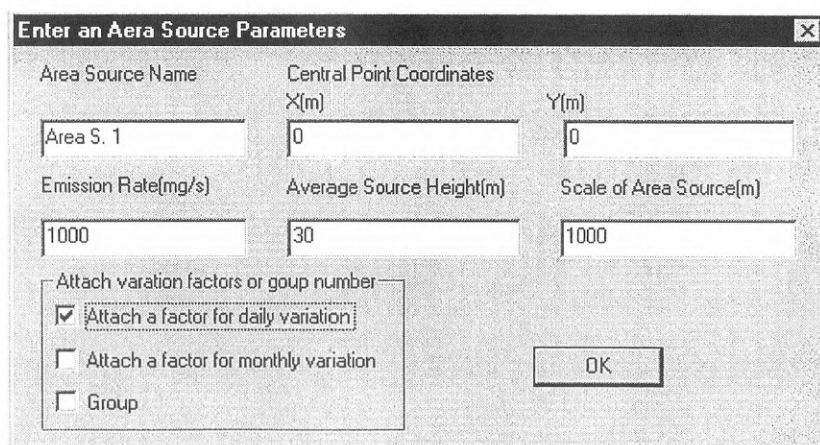 Enter an Aera Source Parameters
Area Source Name Central Point Coordinates
X(m) Y(m)
Area S. 1 0 0
Emission Rate(mg/s) Average Source Height(m) Scale of Area Source(m)
1000 30 1000
Attach varation factors or goup number
Attach a factor for daily variation
Attach a factor for monthly variation
OK
Group